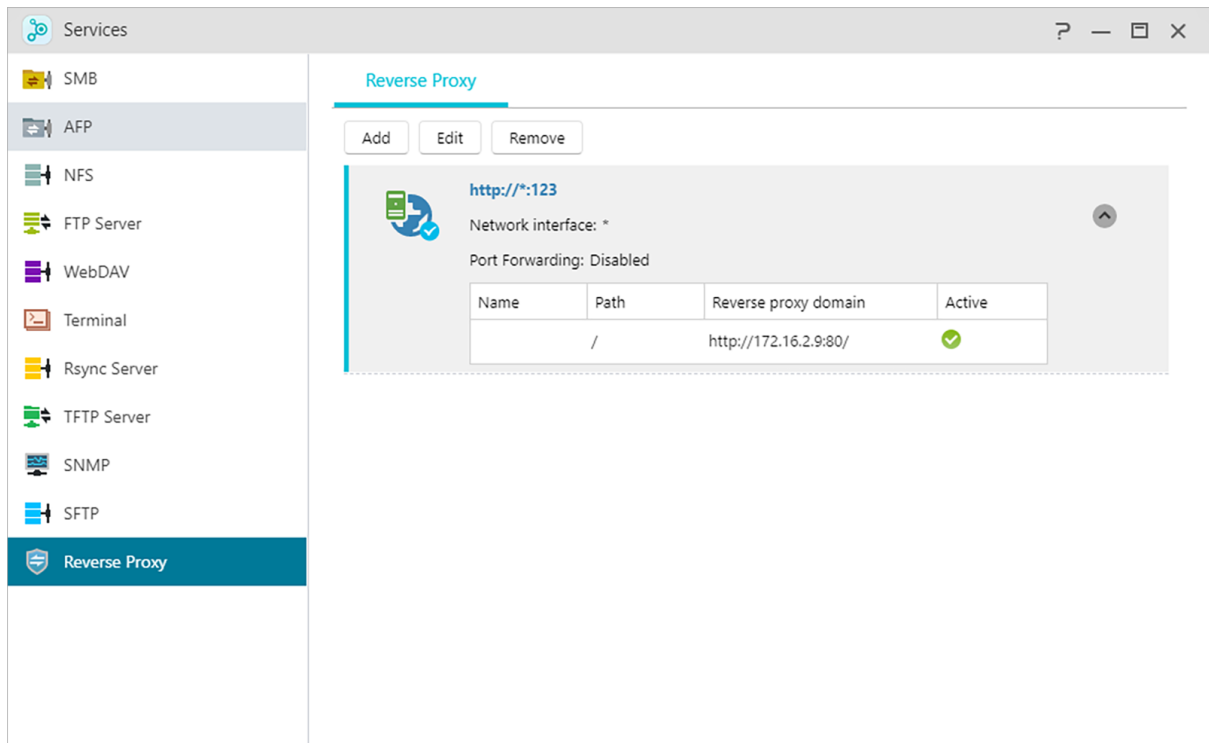 Services
SMB
AFP
NFS
FTP Server
WebDAV
Terminal
Rsync Server
TFTP Server
SNMP
SFTP
Reverse Proxy
Reverse Proxy
Add Edit Remove
http://*:123
Network interface: *
Port Forwarding: Disabled
Name Path Reverse proxy domain Active
/ http://172.16.2.9:80/